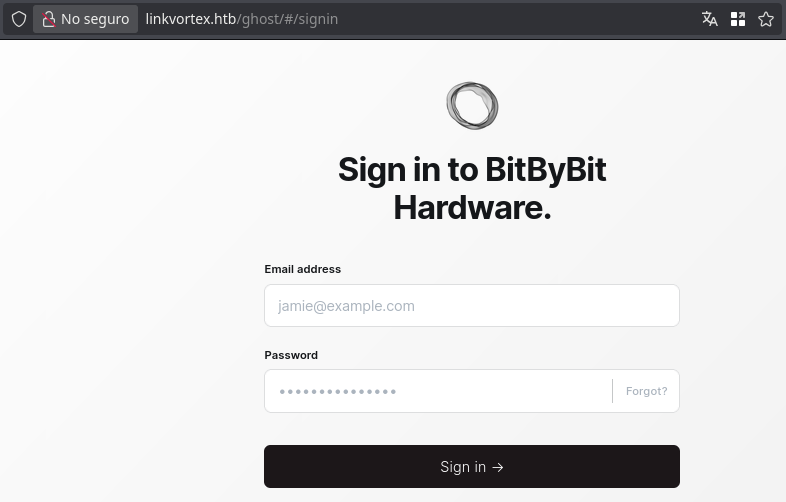 No seguro linkvortex.htb/ghost/#/signin
Sign in to BitByBit
Hardware.
Email address
jamie@example.com
Password
•••••••••••••••
Forgot?
Sign in →